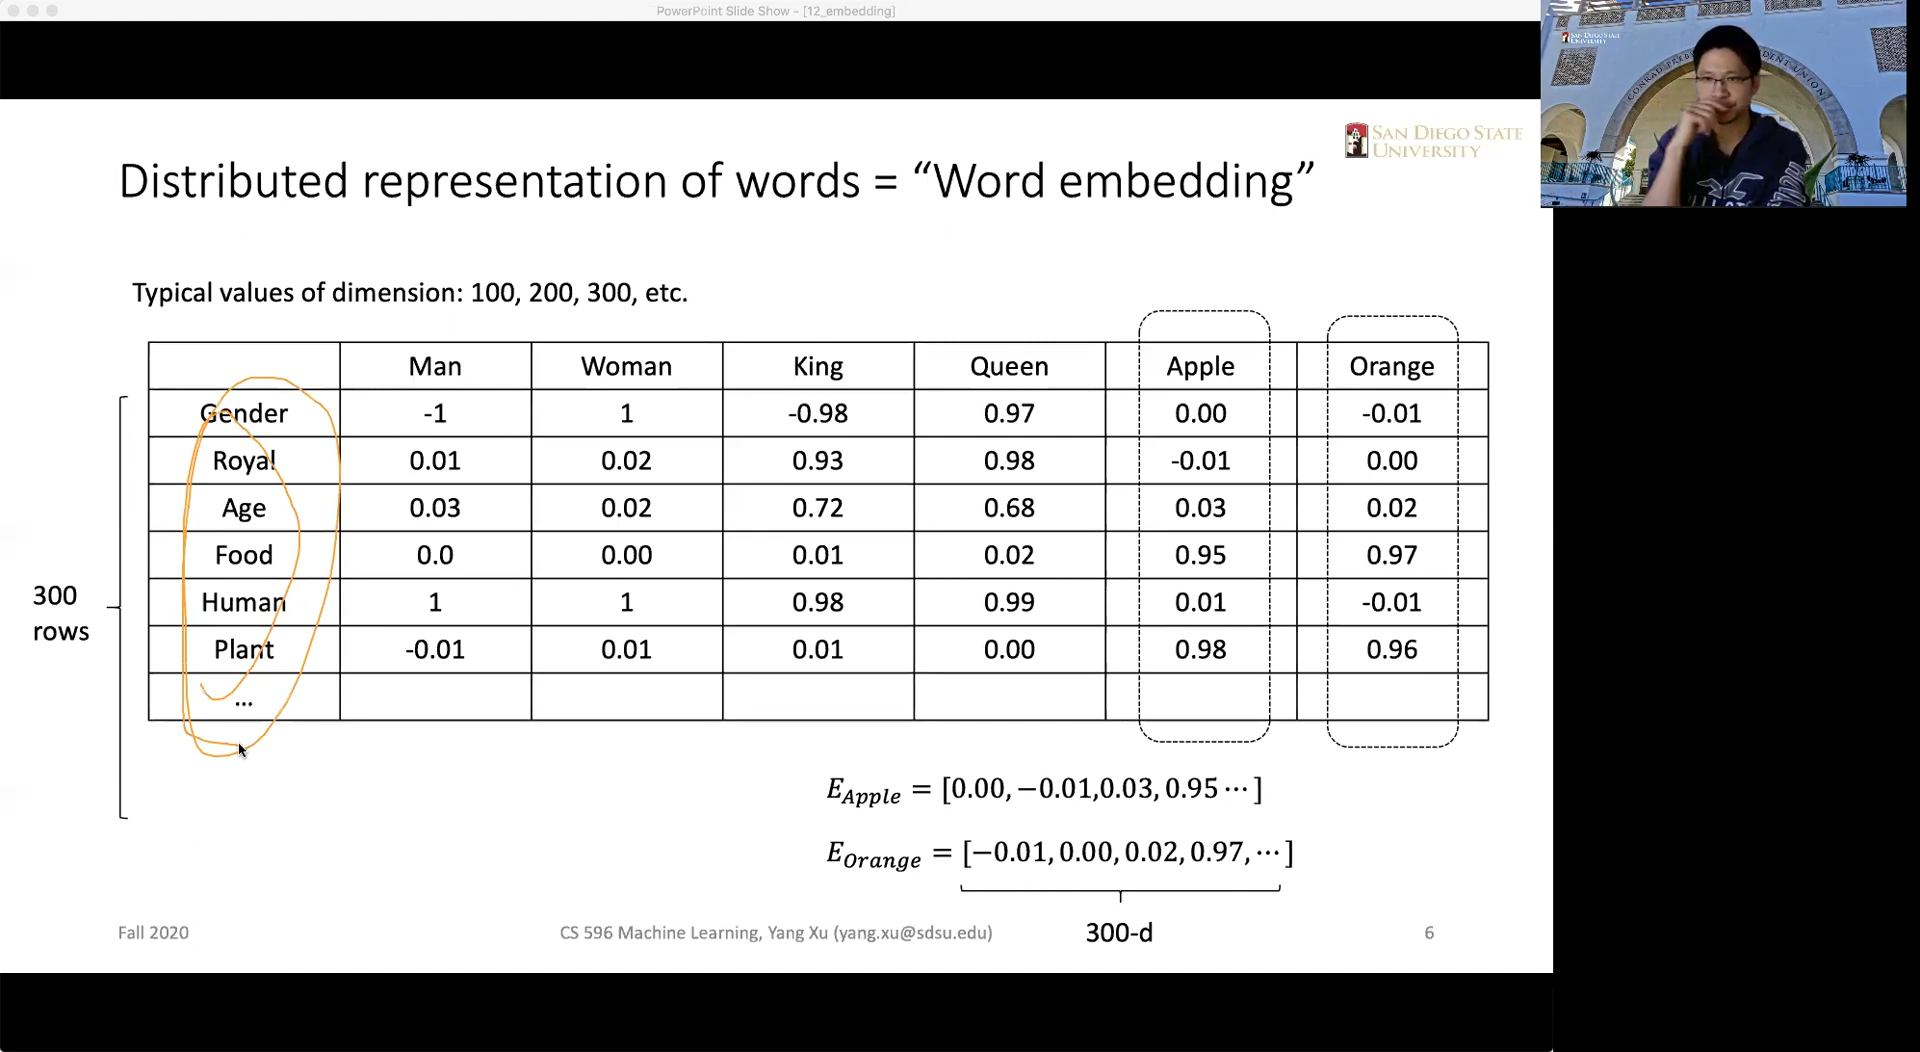 PowerPoint Slide Show - [12_embedding]
SAN DIEGO STATE
UNIVERSITY
SAN DIEGO STATE
UNIVERSITY
Distributed representation of words = “Word embedding”
Typical values of dimension: 100, 200, 300, etc.
Man Woman King Queen Apple Orange
Gender -1 1 -0.98 0.97 0.00 -0.01
Royal 0.01 0.02 0.93 0.98 -0.01 0.00
Age 0.03 0.02 0.72 0.68 0.03 0.02
Food 0.0 0.00 0.01 0.02 0.95 0.97
Human 1 1 0.98 0.99 0.01 -0.01
Plant -0.01 0.01 0.01 0.00 0.98 0.96
...
300
rows
E_Apple = [0.00, −0.01,0.03, 0.95 ⋯ ]
E_Orange = [−0.01, 0.00, 0.02, 0.97, ⋯ ]
300-d
Fall 2020
CS 596 Machine Learning, Yang Xu (yang.xu@sdsu.edu)
6